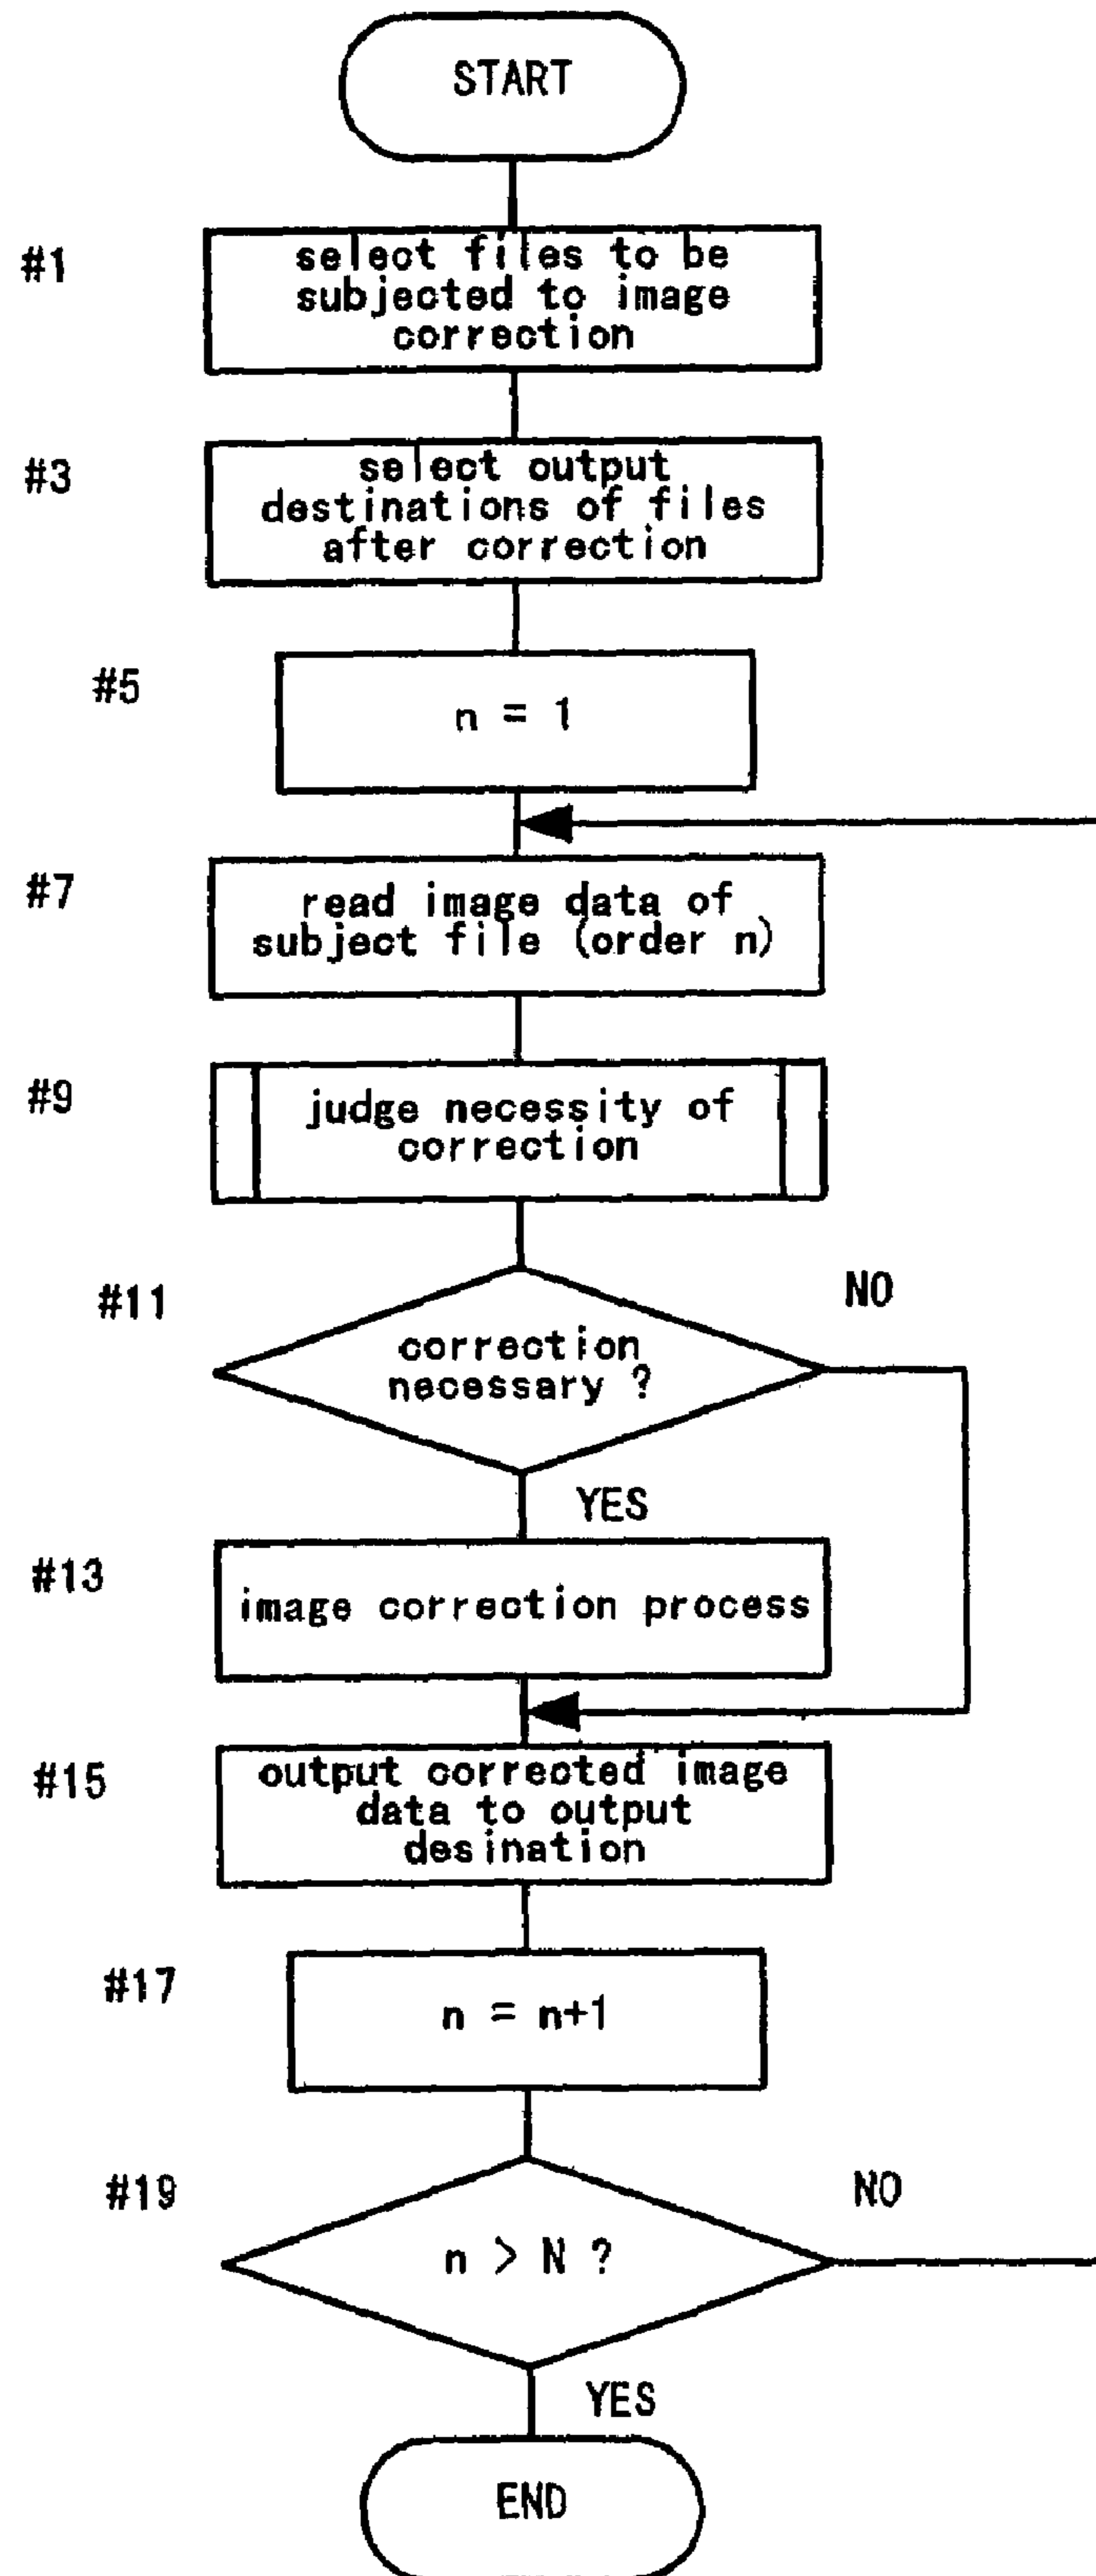 START
#1
select files to be
subjected to image
correction
#3
select output
destinations of files
after correction
#5
n = 1
#7
read image data of
subject file (order n)
#9
judge necessity of
correction
#11
NO
correction
necessary ?
YES
#13
image correction process
#15
output corrected image
data to output
desination
#17
n = n+1
#19
NO
n > N ?
YES
END